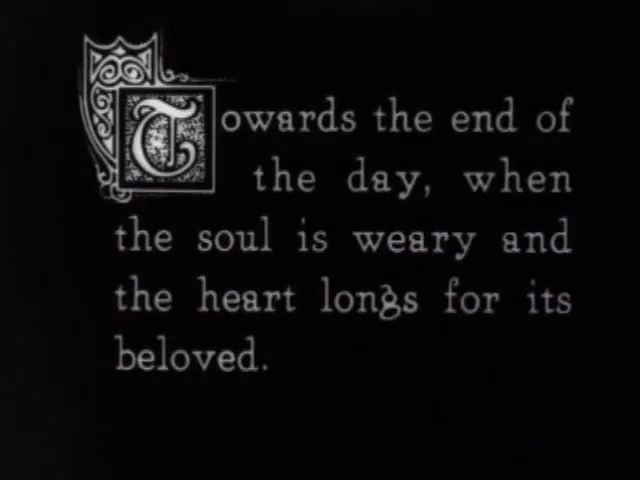 Towards the end of
the day, when
the soul is weary and
the heart longs for its
beloved.